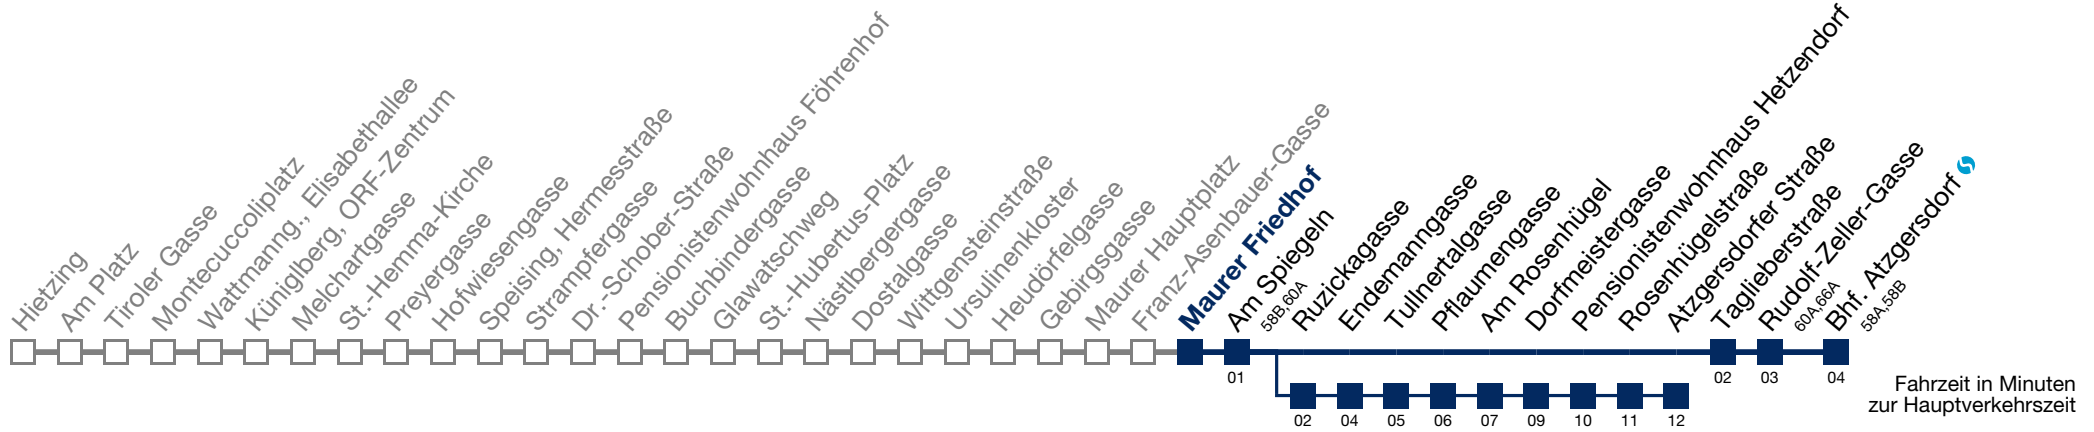 Hietzing
Am Platz
Tiroler Gasse
Montecuccoliplatz
Wattmanng., Elisabethallee
Küniglberg, ORF-Zentrum
Melchartgasse
St.-Hemma-Kirche
Preyergasse
Hofwiesengasse
Speising, Hermesstraße
Strampfergasse
Dr.-Schober-Straße
Pensionistenwohnhaus Föhrenhof
Buchbindergasse
Glawatschweg
St.-Hubertus-Platz
Nästlbergergasse
Dostalgasse
Wittgensteinstraße
Ursulinenkloster
Heudörfelgasse
Gebirgsgasse
Maurer Hauptplatz
Franz-Asenbauer-Gasse
Maurer Friedhof
Am Spiegeln
58B,60A
Ruzickagasse
Endemanngasse
Tullnertalgasse
Pflaumengasse
Am Rosenhügel
Dorfmeistergasse
Pensionistenwohnhaus Hetzendorf
Rosenhügelstraße
Atzgersdorfer Straße
Taglieberstraße
Rudolf-Zeller-Gasse
60A,66A
Bhf. Atzgersdorf
58A,58B
01
02
03
04
02
04
05
06
07
09
10
11
12
Fahrzeit in Minuten
zur Hauptverkehrszeit